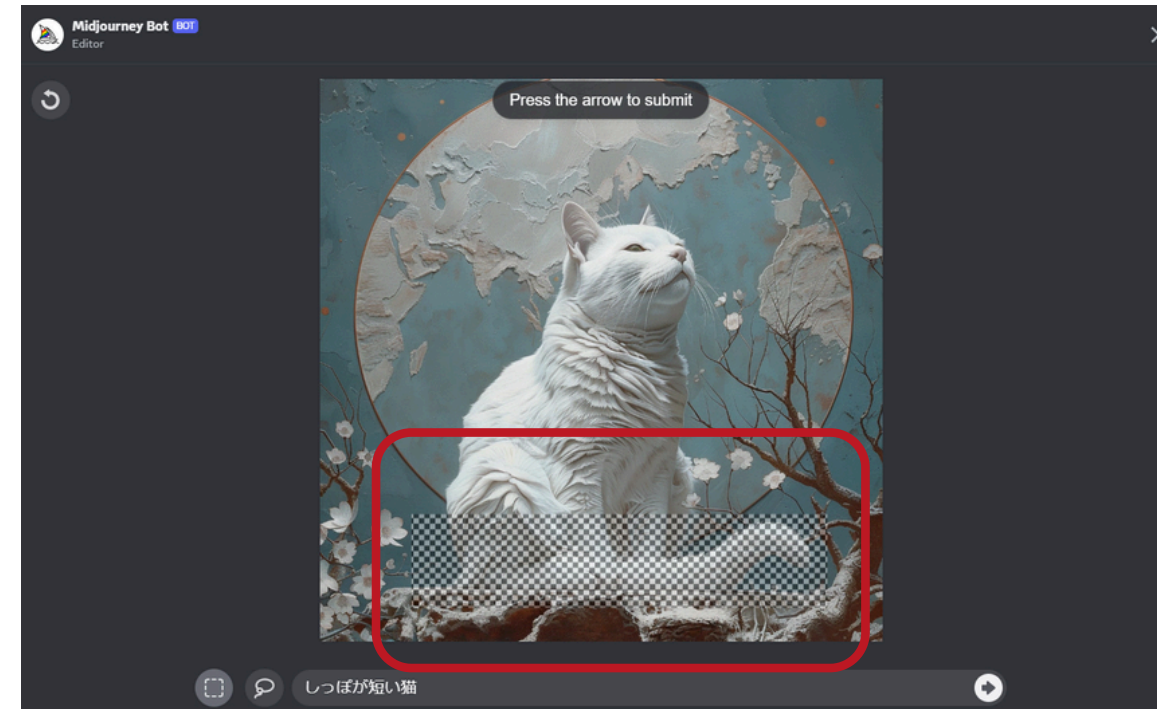 Midjourney Bot BOT
Editor
Press the arrow to submit
しっぽが短い猫